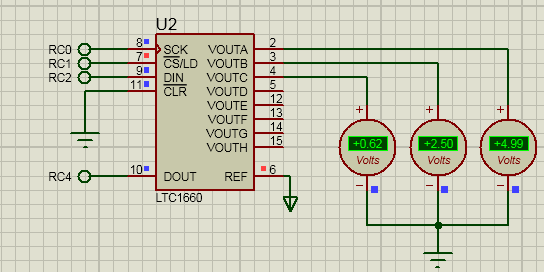 U2
RC0 8 SCK VOUTA 2
RC1 7 CS/LD VOUTB 3
RC2 9 DIN VOUTC 4
11 CLR VOUTD 5
VOUTE 12
VOUTF 13
VOUTG 14
VOUTH 15
RC4 10 DOUT REF 6
LTC1660
+ + +
+0.62 +2.50 +4.99
Volts Volts Volts
− − −